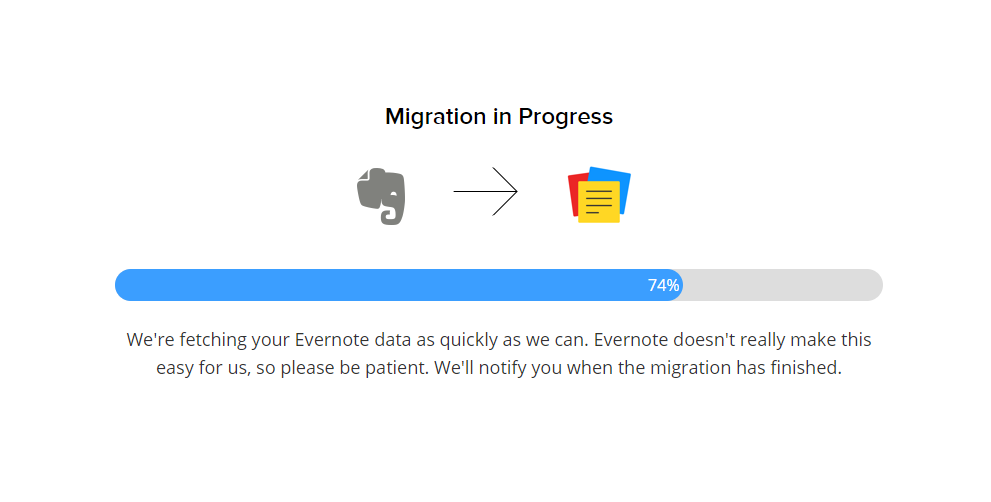 Migration in Progress
74%
We're fetching your Evernote data as quickly as we can. Evernote doesn't really make this
easy for us, so please be patient. We'll notify you when the migration has finished.